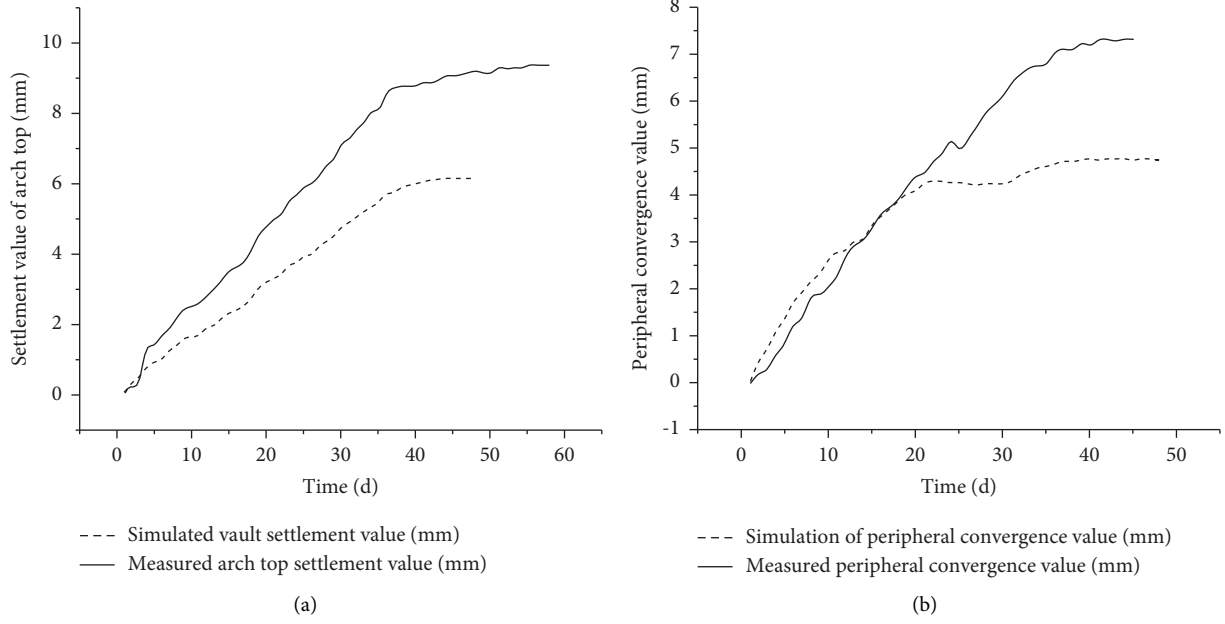 10
8
6
4
2
0
Settlement value of arch top (mm)
0 10 20 30 40 50 60
Time (d)
Simulated vault settlement value (mm)
Measured arch top settlement value (mm)
(a)
8
7
6
5
4
3
2
1
0
-1
Peripheral convergence value (mm)
0 10 20 30 40 50
Time (d)
Simulation of peripheral convergence value (mm)
Measured peripheral convergence value (mm)
(b)